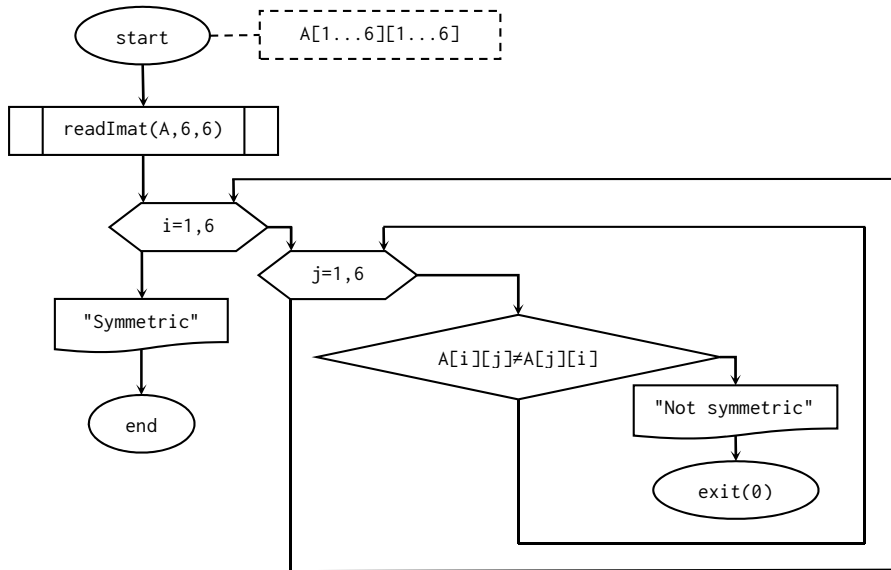 start
A[1...6][1...6]
readImat(A,6,6)
i=1,6
j=1,6
"Symmetric"
A[i][j]≠A[j][i]
"Not symmetric"
end
exit(0)